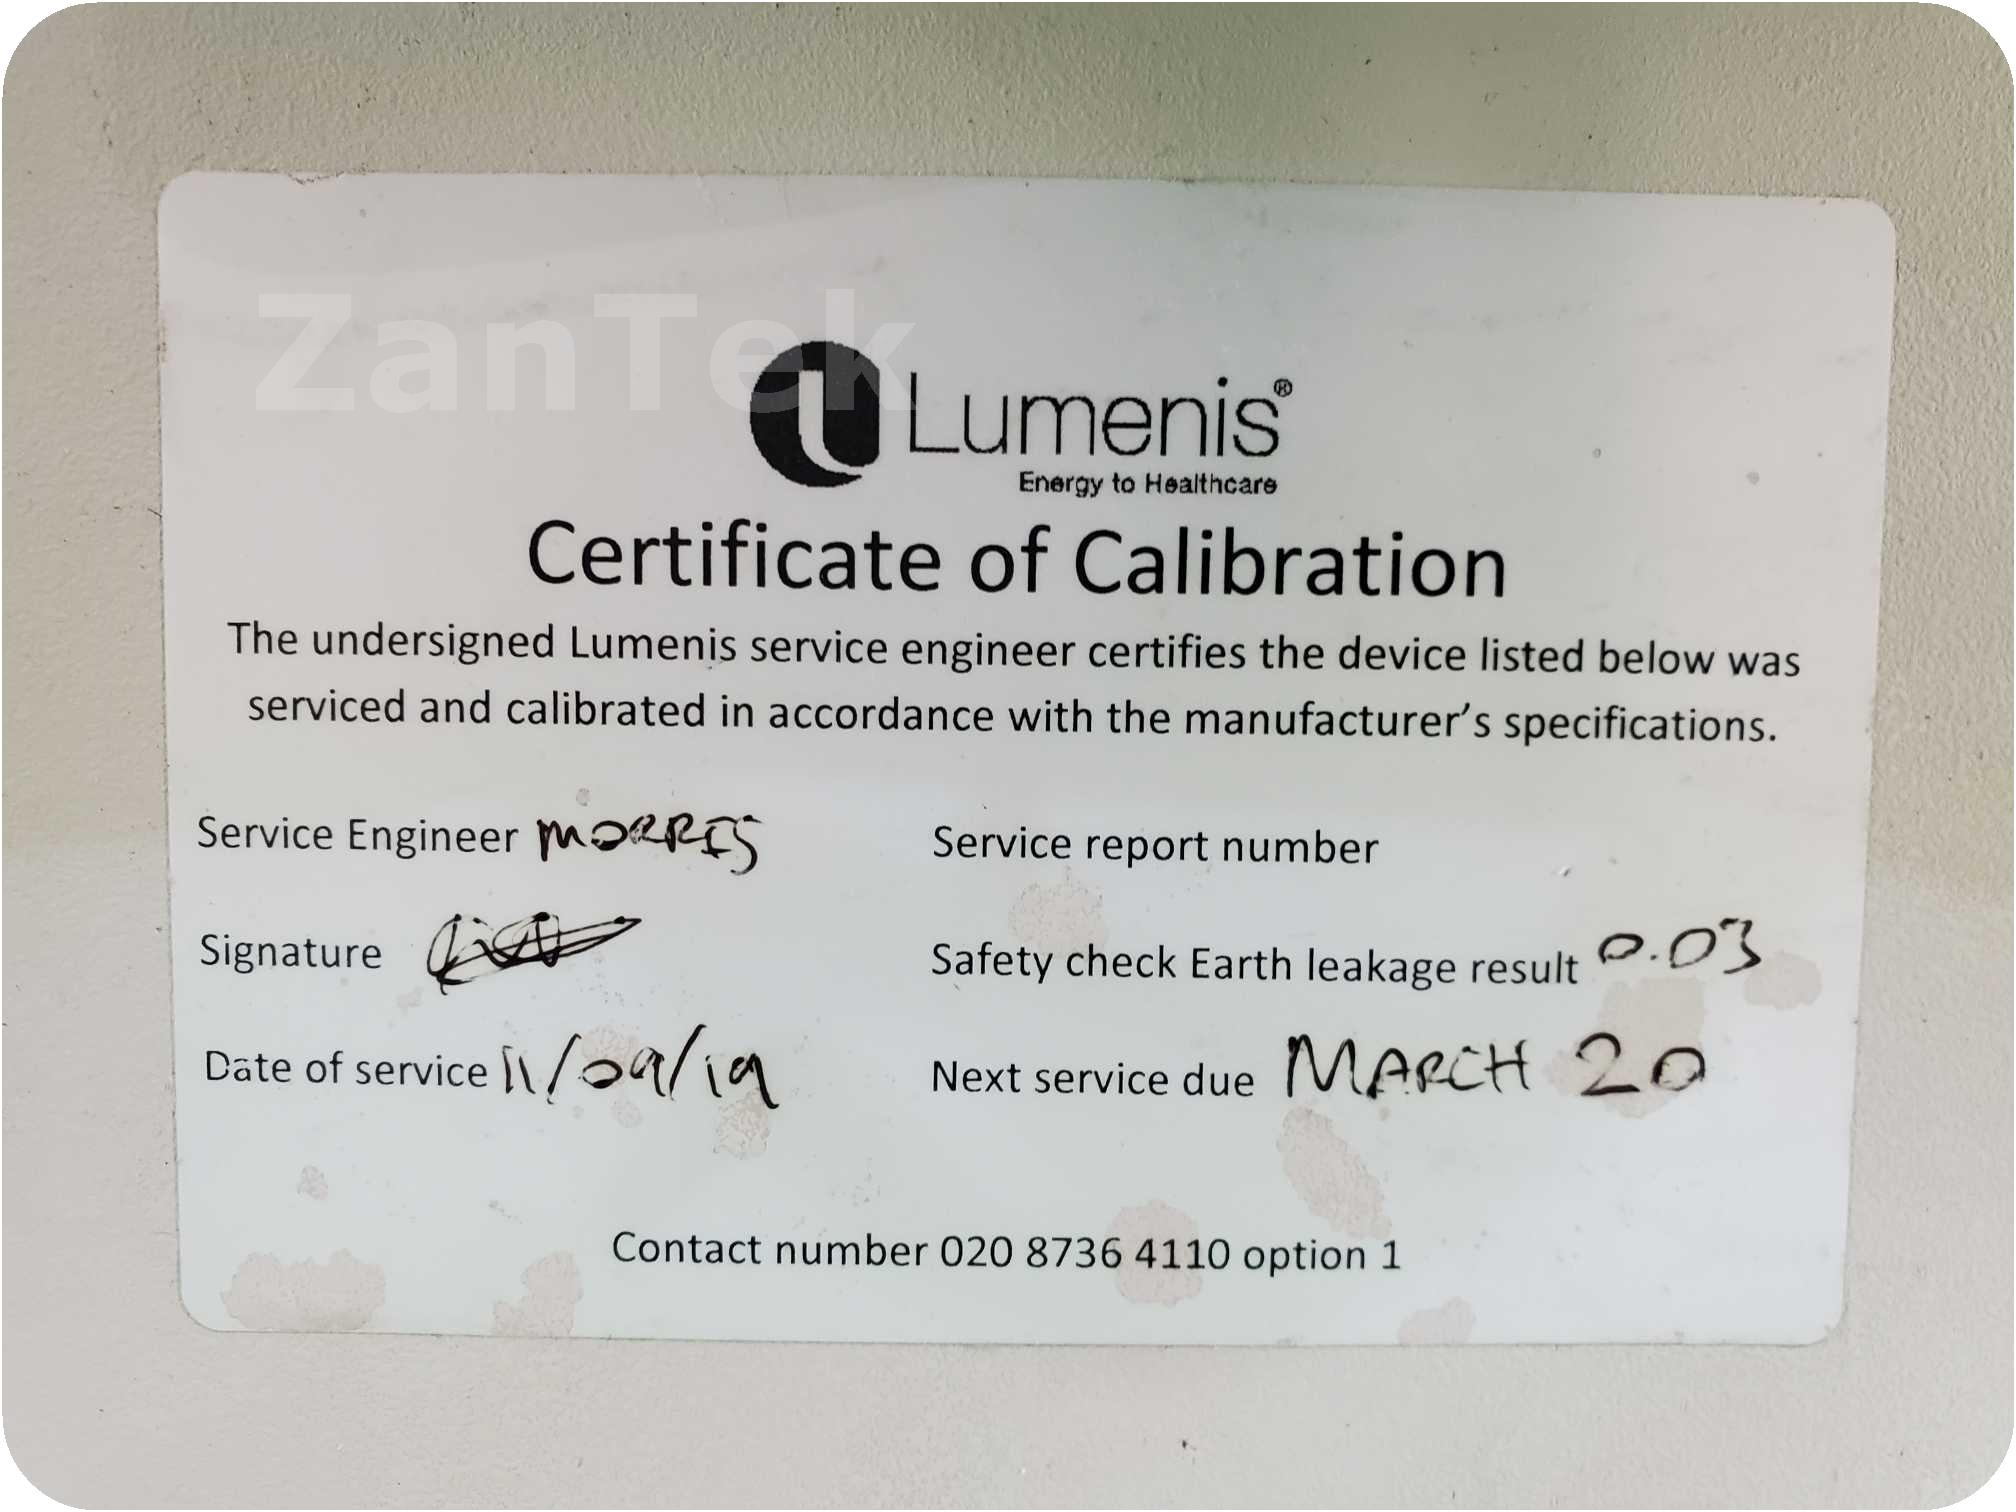 ZanTek
Lumenis®
Energy to Healthcare
Certificate of Calibration
The undersigned Lumenis service engineer certifies the device listed below was
serviced and calibrated in accordance with the manufacturer's specifications.
Service Engineer MORRIS
Service report number
Signature
Safety check Earth leakage result 0.03
Date of service 11/09/19
Next service due MARCH 20
Contact number 020 8736 4110 option 1